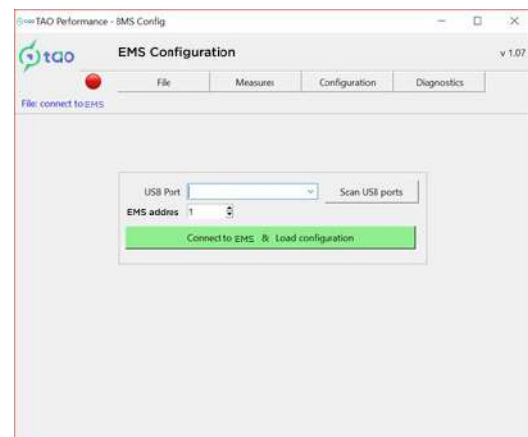 TAO Performance - BMS Config
tao
EMS Configuration
v 1.07
File
Measures
Configuration
Diagnostics
File: connect to EMS
USB Port
Scan USB ports
EMS addres
1
Connect to EMS & Load configuration